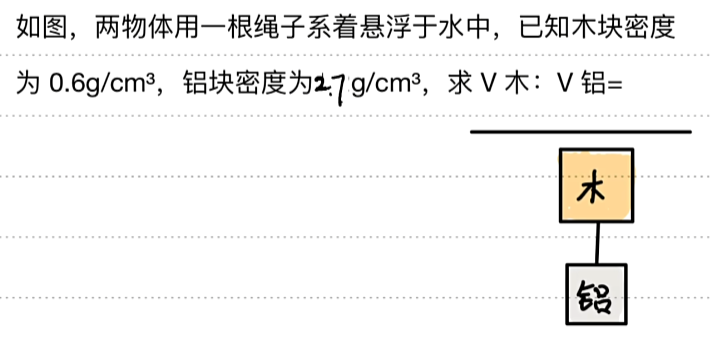 如图，两物体用一根绳子系着悬浮于水中，已知木块密度
为 0.6g/cm³，铝块密度为2.7g/cm³，求 V 木：V 铝=
木
铝